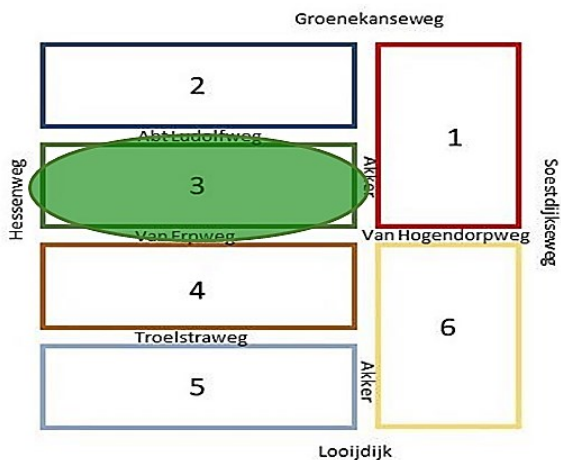 Groenekanseweg
2
1
Abt Ludolfweg
Hessenweg
3
Akker
Soestdijkseweg
Van Erpweg
Van Hogendorpweg
4
6
Troelstraweg
5
Akker
Looijdijk